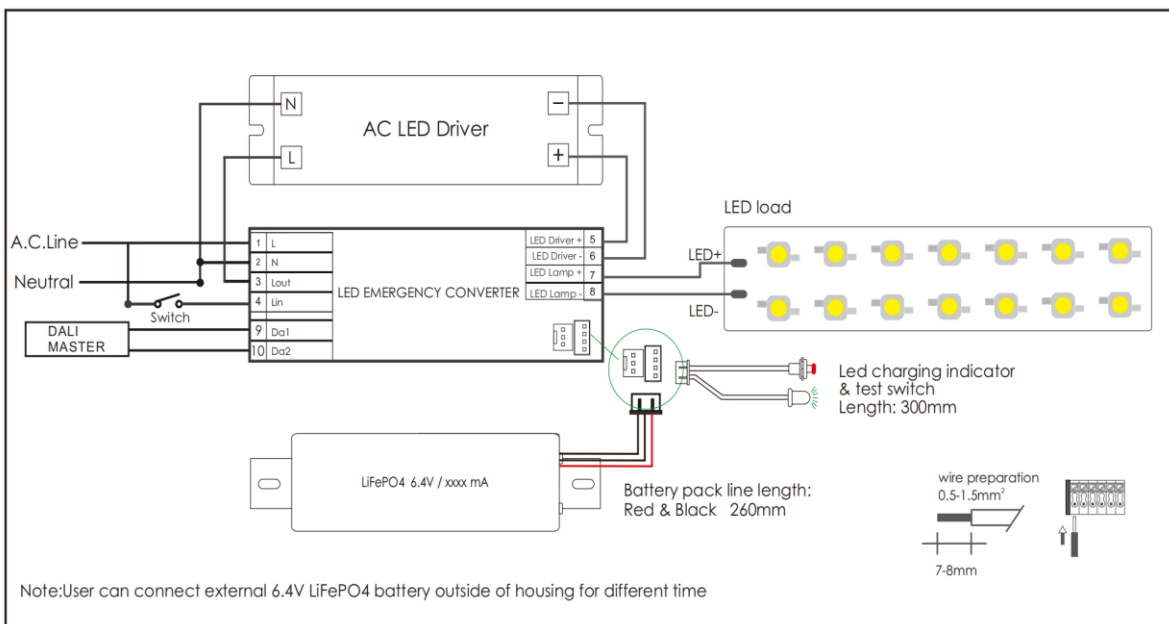 N
−
AC LED Driver
L
+
LED load
A.C.Line
1 L
LED Driver + 5
2 N
LED Driver - 6
LED+
Neutral
3 Lout
LED EMERGENCY CONVERTER
LED Lamp + 7
4 Lin
LED Lamp - 8
Switch
LED-
DALI
MASTER
9 Da1
10 Da2
Led charging indicator
& test switch
Length: 300mm
LiFePO4 6.4V / xxxx mA
Battery pack line length:
Red & Black 260mm
wire preparation
0.5-1.5mm²
7-8mm
Note:User can connect external 6.4V LiFePO4 battery outside of housing for different time